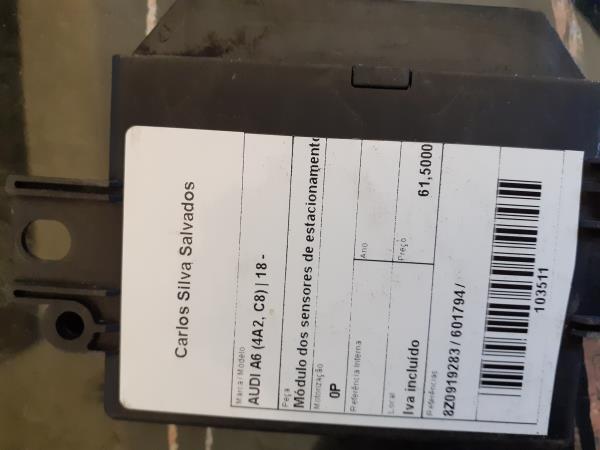 Carlos Silva Salvados
Marca / Modelo
AUDI A6 (4A2, C8) | 18 -
Peça
Módulo dos sensores de estacionamento
Motorização
0P
Referência Interna
Ano
Local
Iva incluído
Preço
61,5000
Referências
8Z0919283 / 601794 /
103511